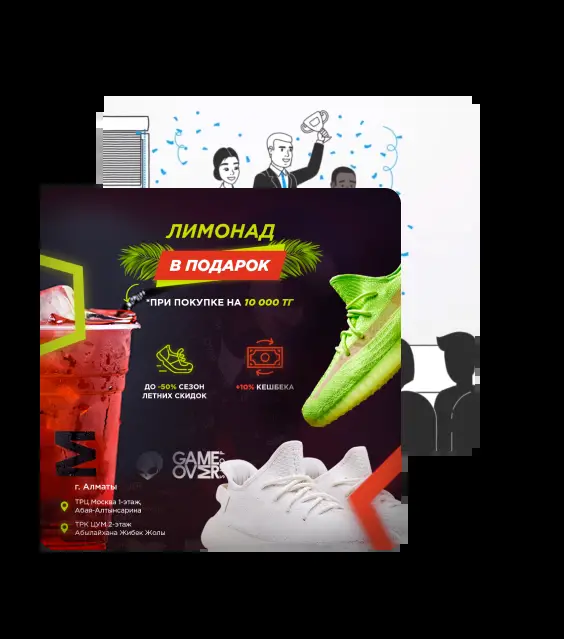 ЛИМОНАД
В ПОДАРОК
*ПРИ ПОКУПКЕ НА 10 000 ТГ
ДО -50% СЕЗОН
ЛЕТНИХ СКИДОК
+10% КЕШБЕКА
M
GAME
OVER
г. Алматы
ТРЦ Москва 1-этаж,
Абая-Алтынсарина
ТРК ЦУМ 2-этаж
Абылайхана Жибек Жолы